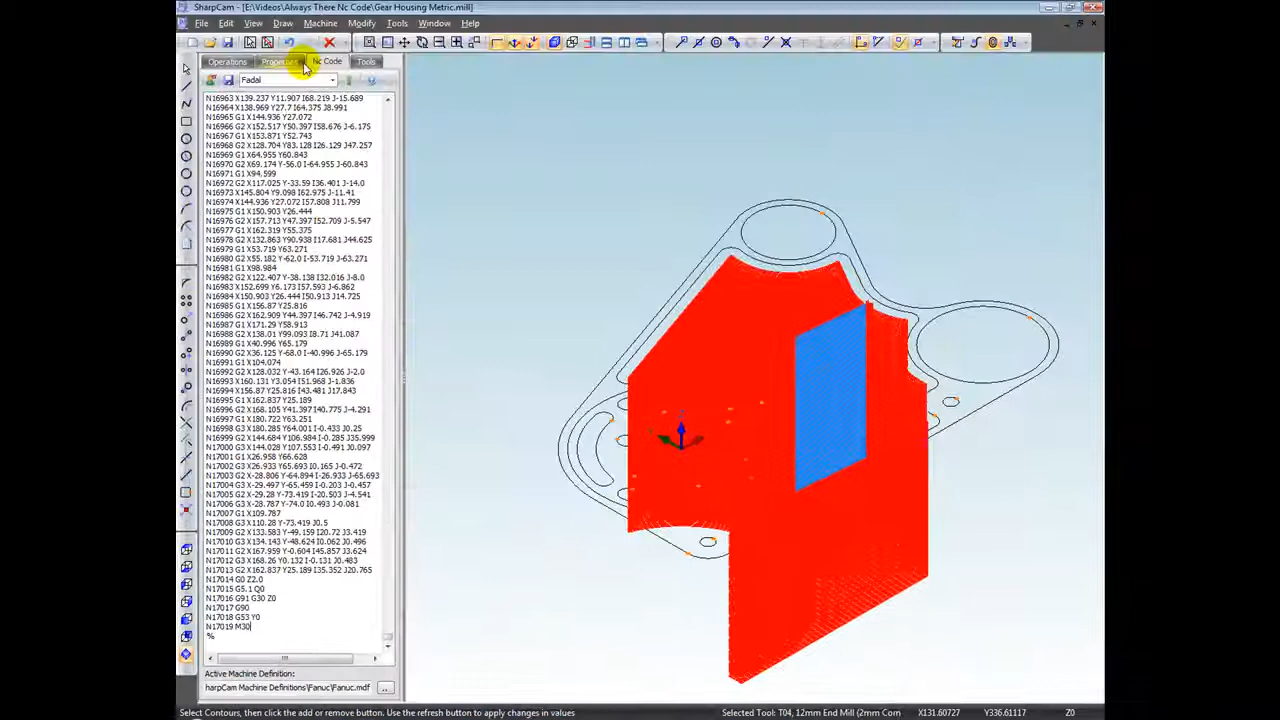 SharpCam - [E:\Videos\Always There Nc Code\Gear Housing Metric.mill]
File Edit View Draw Machine Modify Tools Window Help
Operations Properties Nc Code Tools
Fadal
N16963 X139.237 Y11.907 I68.219 J-15.689
N16964 X138.969 Y27.7 I64.375 J8.991
N16965 G1 X144.936 Y27.072
N16966 G2 X152.517 Y50.397 I58.676 J-6.175
N16967 G1 X153.871 Y52.743
N16968 G2 X128.704 Y83.128 I26.129 J47.257
N16969 G1 X64.955 Y60.843
N16970 G2 X69.174 Y-56.0 I-64.955 J-60.843
N16971 G1 X94.599
N16972 G2 X117.025 Y-33.59 I36.401 J-14.0
N16973 X145.804 Y9.098 I62.975 J-11.41
N16974 X144.936 Y27.072 I57.808 J11.799
N16975 G1 X150.903 Y26.444
N16976 G2 X157.713 Y47.397 I52.709 J-5.547
N16977 G1 X162.319 Y55.375
N16978 G2 X132.863 Y90.938 I17.681 J44.625
N16979 G1 X53.719 Y63.271
N16980 G2 X55.182 Y-62.0 I-53.719 J-63.271
N16981 G1 X98.984
N16982 G2 X122.407 Y-38.138 I32.016 J-8.0
N16983 X152.699 Y6.173 I57.593 J-6.862
N16984 X150.903 Y26.444 I50.913 J14.725
N16985 G1 X156.87 Y25.816
N16986 G2 X162.909 Y44.397 I46.742 J-4.919
N16987 G1 X171.29 Y58.913
N16988 G2 X138.01 Y99.093 I8.71 J41.087
N16989 G1 X40.996 Y65.179
N16990 G2 X36.125 Y-68.0 I-40.996 J-65.179
N16991 G1 X104.074
N16992 G2 X128.032 Y-43.164 I26.926 J-2.0
N16993 X160.131 Y3.054 I51.968 J-1.836
N16994 X156.87 Y25.816 I43.481 J17.843
N16995 G1 X162.837 Y25.189
N16996 G2 X168.105 Y41.397 I40.775 J-4.291
N16997 G1 X180.722 Y63.251
N16998 G3 X180.285 Y64.001 I-0.433 J0.25
N16999 G2 X144.684 Y106.984 I-0.285 J35.999
N17000 G3 X144.028 Y107.553 I-0.491 J0.097
N17001 G1 X26.958 Y66.628
N17002 G3 X26.933 Y65.693 I0.165 J-0.472
N17003 G2 X-28.806 Y-64.894 I-26.933 J-65.693
N17004 G3 X-29.497 Y-65.459 I-0.203 J-0.457
N17005 G2 X-29.28 Y-73.419 I-20.503 J-4.541
N17006 G3 X-28.787 Y-74.0 I0.493 J-0.081
N17007 G1 X109.787
N17008 G3 X110.28 Y-73.419 J0.5
N17009 G2 X133.583 Y-49.159 I20.72 J3.419
N17010 G3 X134.143 Y-48.624 I0.062 J0.496
N17011 G2 X167.959 Y-0.604 I45.857 J3.624
N17012 G3 X168.26 Y0.132 I-0.131 J0.483
N17013 G2 X162.837 Y25.189 I35.352 J20.765
N17014 G0 Z2.0
N17015 G5.1 Q0
N17016 G91 G30 Z0
N17017 G90
N17018 G53 Y0
N17019 M30
%
Z
Active Machine Definition:
harpCam Machine Definitions\Fanuc\Fanuc.mdf ...
Select Contours, then click the add or remove button. Use the refresh button to apply changes in values Selected Tool: T04, 12mm End Mill (2mm Corn X131.60727 Y336.61117 Z0